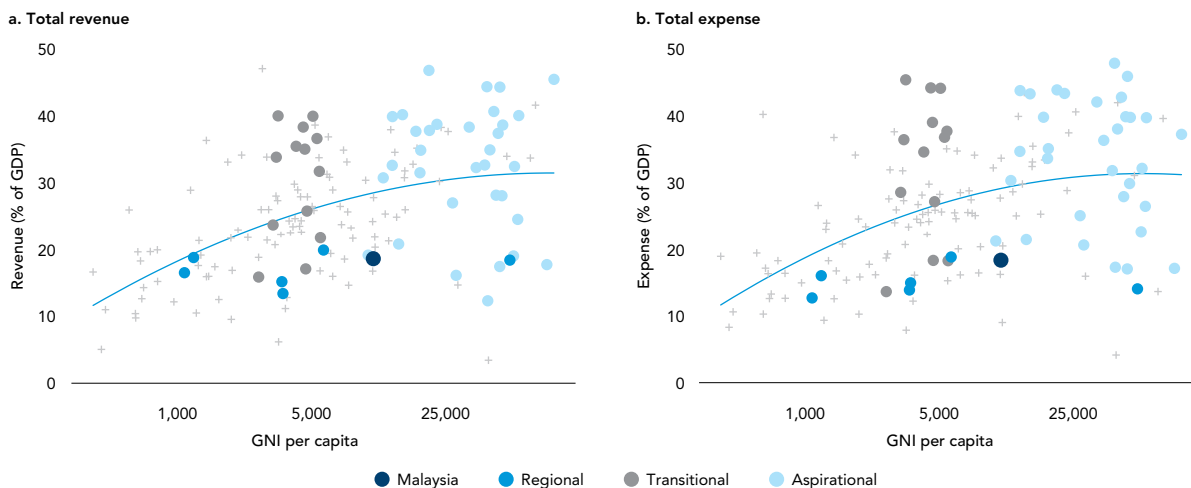 a. Total revenue
50
40
30
20
10
0
Revenue (% of GDP)
1,000 5,000 25,000
GNI per capita
b. Total expense
50
40
30
20
10
0
Expense (% of GDP)
1,000 5,000 25,000
GNI per capita
Malaysia Regional Transitional Aspirational